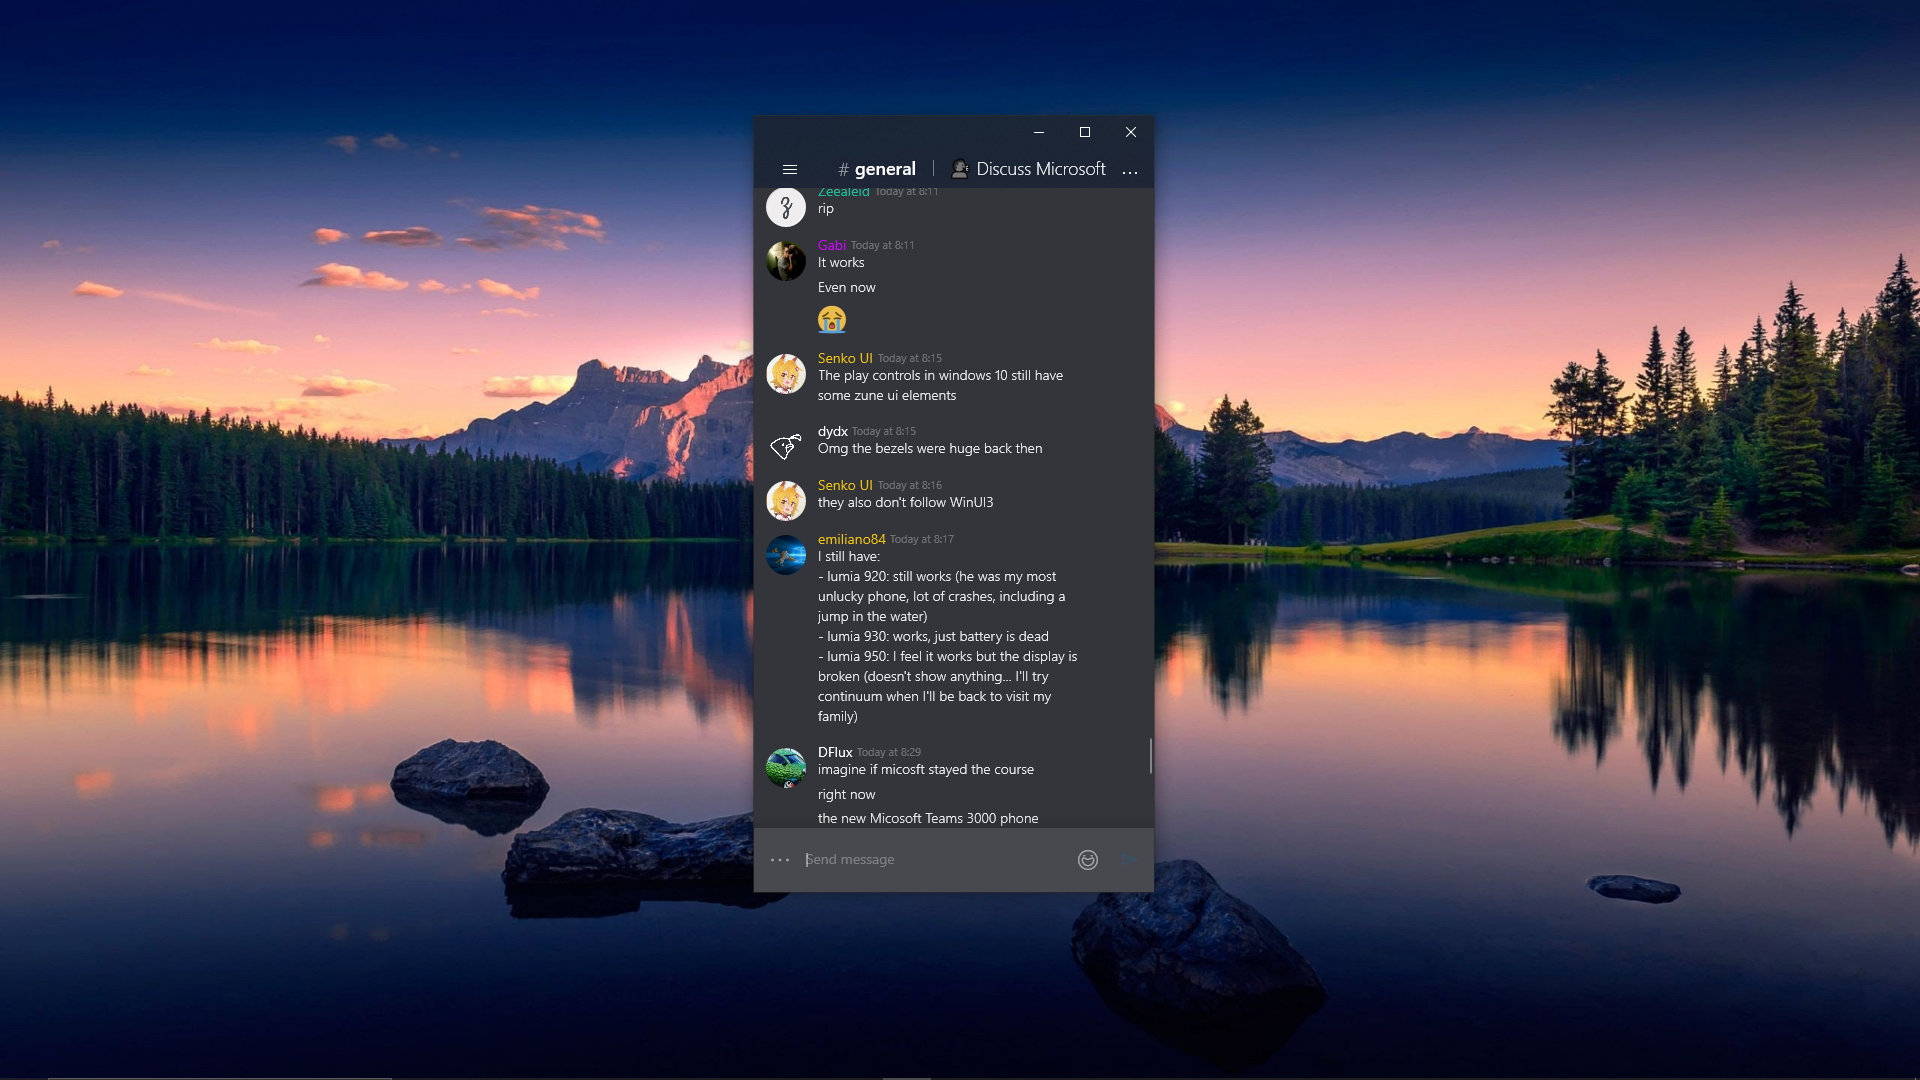 # general | Discuss Microsoft ...
Zeealeid Today at 8:11
rip
Gabi Today at 8:11
It works
Even now
Senko UI Today at 8:15
The play controls in windows 10 still have
some zune ui elements
dydx Today at 8:15
Omg the bezels were huge back then
Senko UI Today at 8:16
they also don't follow WinUI3
emiliano84 Today at 8:17
I still have:
- lumia 920: still works (he was my most
unlucky phone, lot of crashes, including a
jump in the water)
- lumia 930: works, just battery is dead
- lumia 950: I feel it works but the display is
broken (doesn't show anything... I'll try
continuum when I'll be back to visit my
family)
DFlux Today at 8:29
imagine if micosft stayed the course
right now
the new Micosoft Teams 3000 phone
Send message